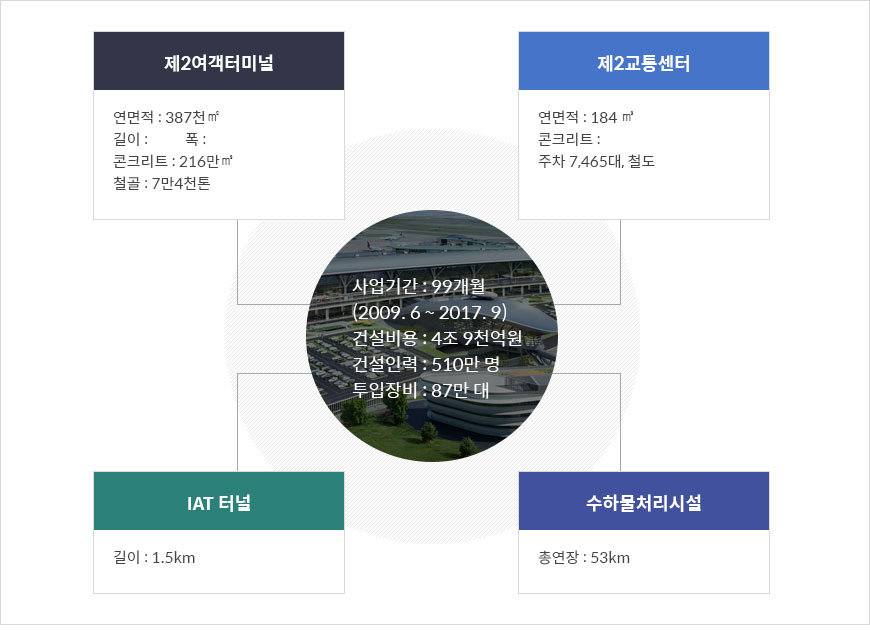 제2여객터미널
연면적 : 387천㎡
길이 : 폭 :
콘크리트 : 216만㎥
철골 : 7만4천톤
제2교통센터
연면적 : 184 ㎡
콘크리트 :
주차 7,465대, 철도
사업기간 : 99개월
(2009. 6 ~ 2017. 9)
건설비용 : 4조 9천억원
건설인력 : 510만 명
투입장비 : 87만 대
IAT 터널
길이 : 1.5km
수하물처리시설
총연장 : 53km